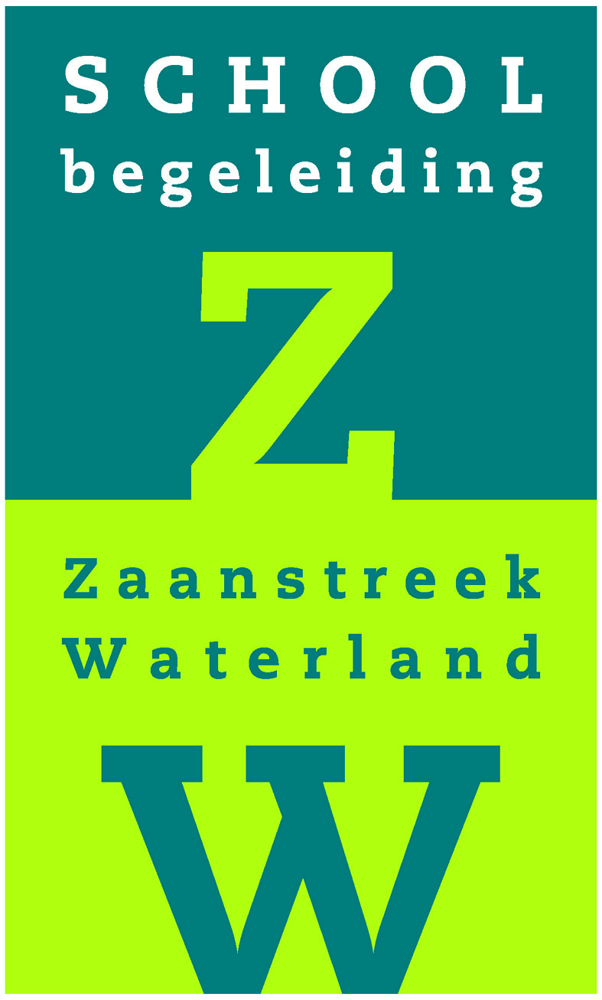 SCHOOL
begeleiding
Z
Zaanstreek
Waterland
W